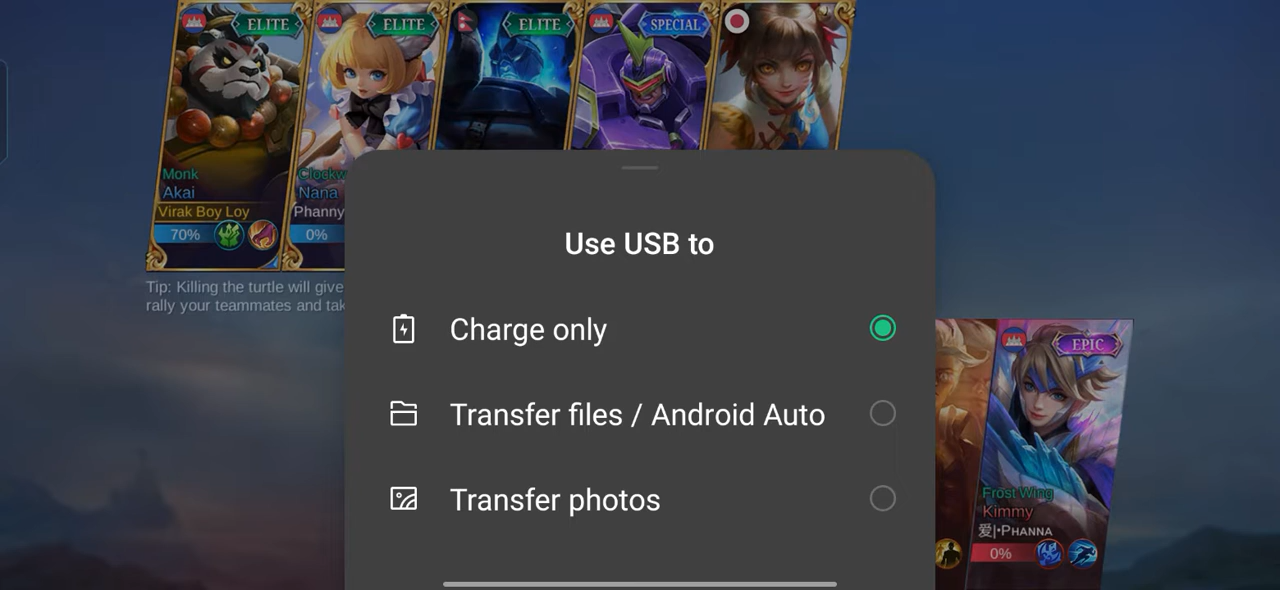 ELITE
ELITE
ELITE
SPECIAL
Monk
Akai
Virak Boy Loy
70%
Clockw
Nana
Phanny
0%
Tip: Killing the turtle will give
rally your teammates and tak
Use USB to
Charge only
Transfer files / Android Auto
Transfer photos
EPIC
Frost Wing
Kimmy
爱|•PHANNA
0%